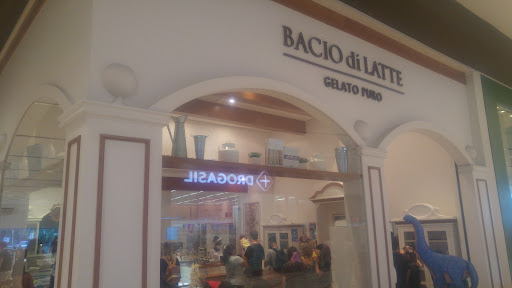 BACIO di LATTE
GELATO PURO
DROGASIL